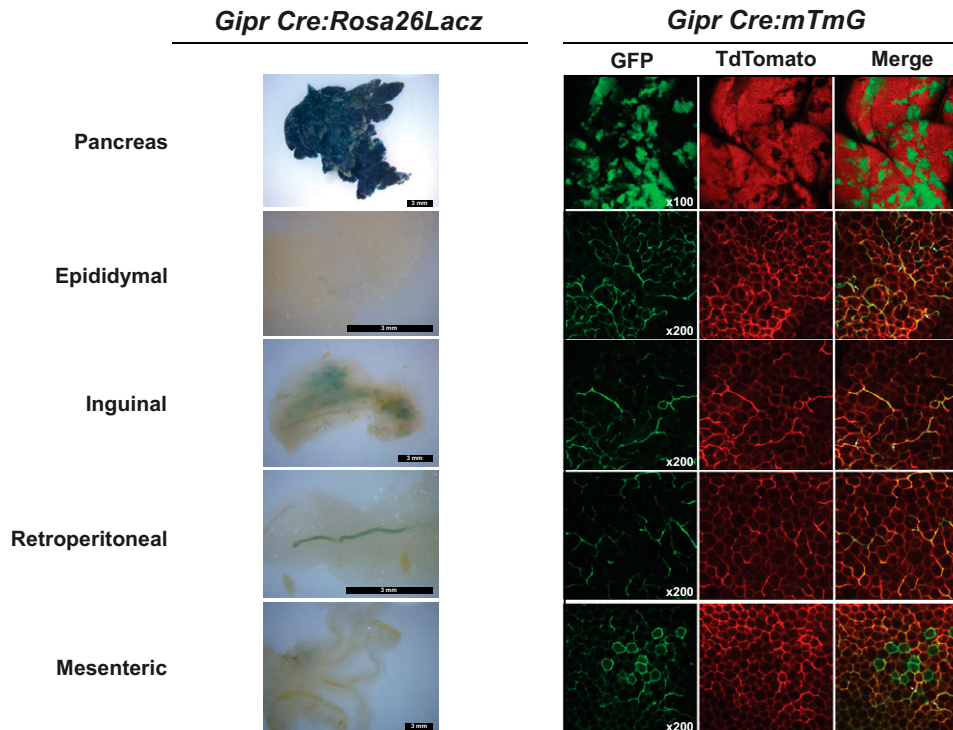 Gipr Cre:Rosa26Lacz
Gipr Cre:mTmG
GFP TdTomato Merge
Pancreas
3 mm
x100
Epididymal
3 mm
x200
Inguinal
3 mm
x200
Retroperitoneal
3 mm
x200
Mesenteric
3 mm
x200